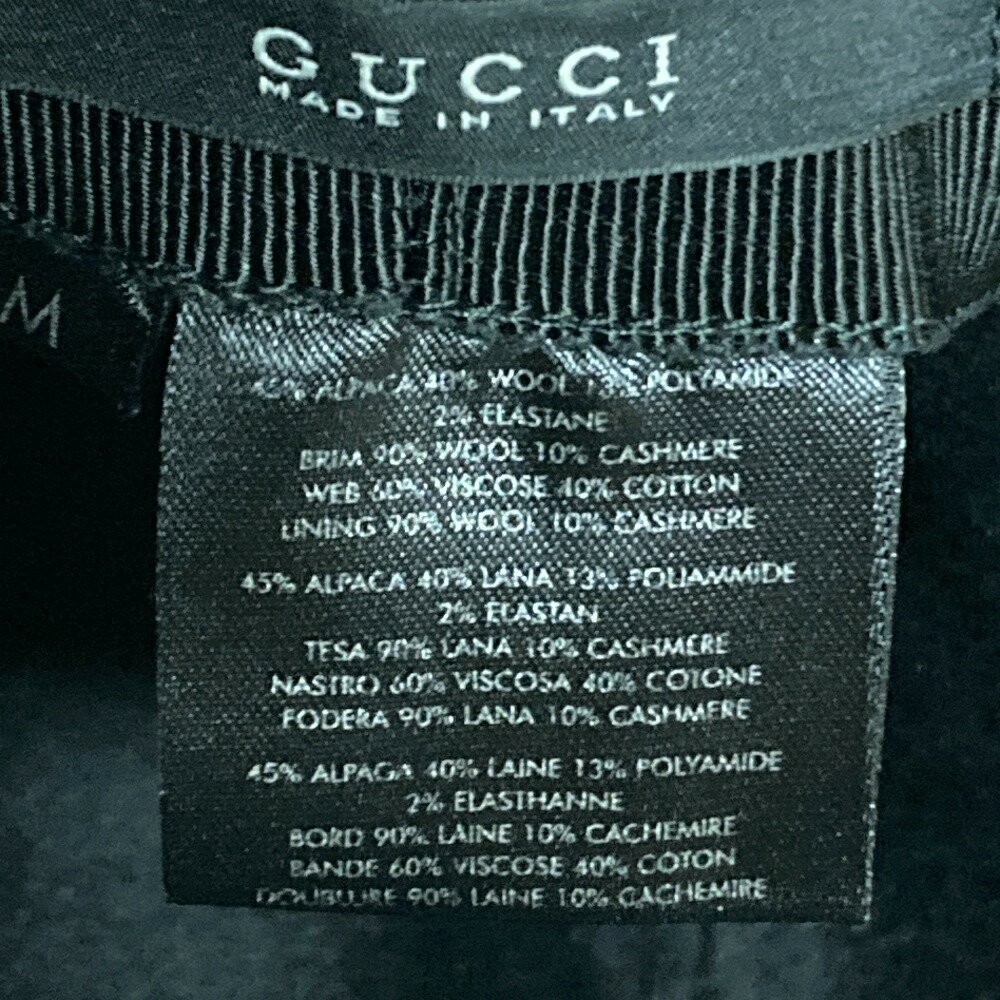 GUCCI
MADE IN ITALY
M
45% ALPACA 40% WOOL 13% POLYAMID
2% ELASTANE
BRIM 90% WOOL 10% CASHMERE
WEB 60% VISCOSE 40% COTTON
LINING 90% WOOL 10% CASHMERE
45% ALPACA 40% LANA 13% POLIAMMIDE
2% ELASTAN
TESA 90% LANA 10% CASHMERE
NASTRO 60% VISCOSA 40% COTONE
FODERA 90% LANA 10% CASHMERE
45% ALPAGA 40% LAINE 13% POLYAMIDE
2% ELASTHANNE
BORD 90% LAINE 10% CACHEMIRE
BANDE 60% VISCOSE 40% COTON
DOUBLURE 90% LAINE 10% CACHEMIRE